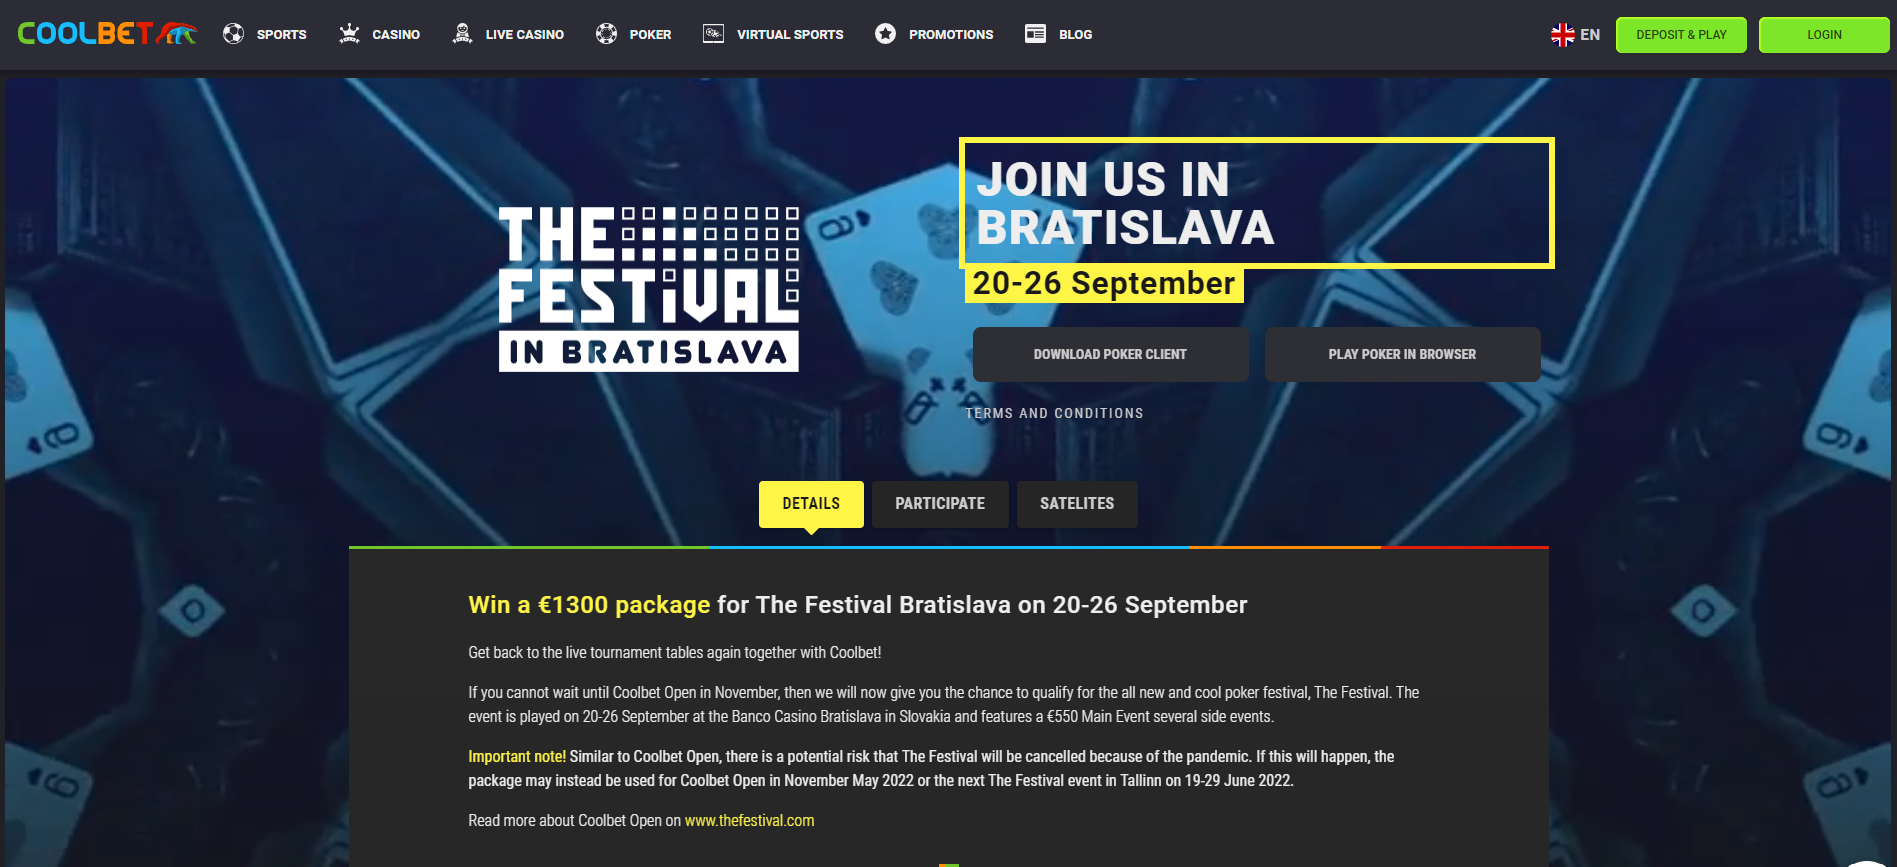 COOLBET
SPORTS
CASINO
LIVE CASINO
POKER
VIRTUAL SPORTS
PROMOTIONS
BLOG
EN
DEPOSIT & PLAY
LOGIN
THE
FESTIVAL
IN BRATISLAVA
JOIN US IN
BRATISLAVA
20-26 September
DOWNLOAD POKER CLIENT
PLAY POKER IN BROWSER
TERMS AND CONDITIONS
DETAILS
PARTICIPATE
SATELITES
Win a €1300 package for The Festival Bratislava on 20-26 September
Get back to the live tournament tables again together with Coolbet!
If you cannot wait until Coolbet Open in November, then we will now give you the chance to qualify for the all new and cool poker festival, The Festival. The
event is played on 20-26 September at the Banco Casino Bratislava in Slovakia and features a €550 Main Event several side events.
Important note! Similar to Coolbet Open, there is a potential risk that The Festival will be cancelled because of the pandemic. If this will happen, the
package may instead be used for Coolbet Open in November May 2022 or the next The Festival event in Tallinn on 19-29 June 2022.
Read more about Coolbet Open on www.thefestival.com